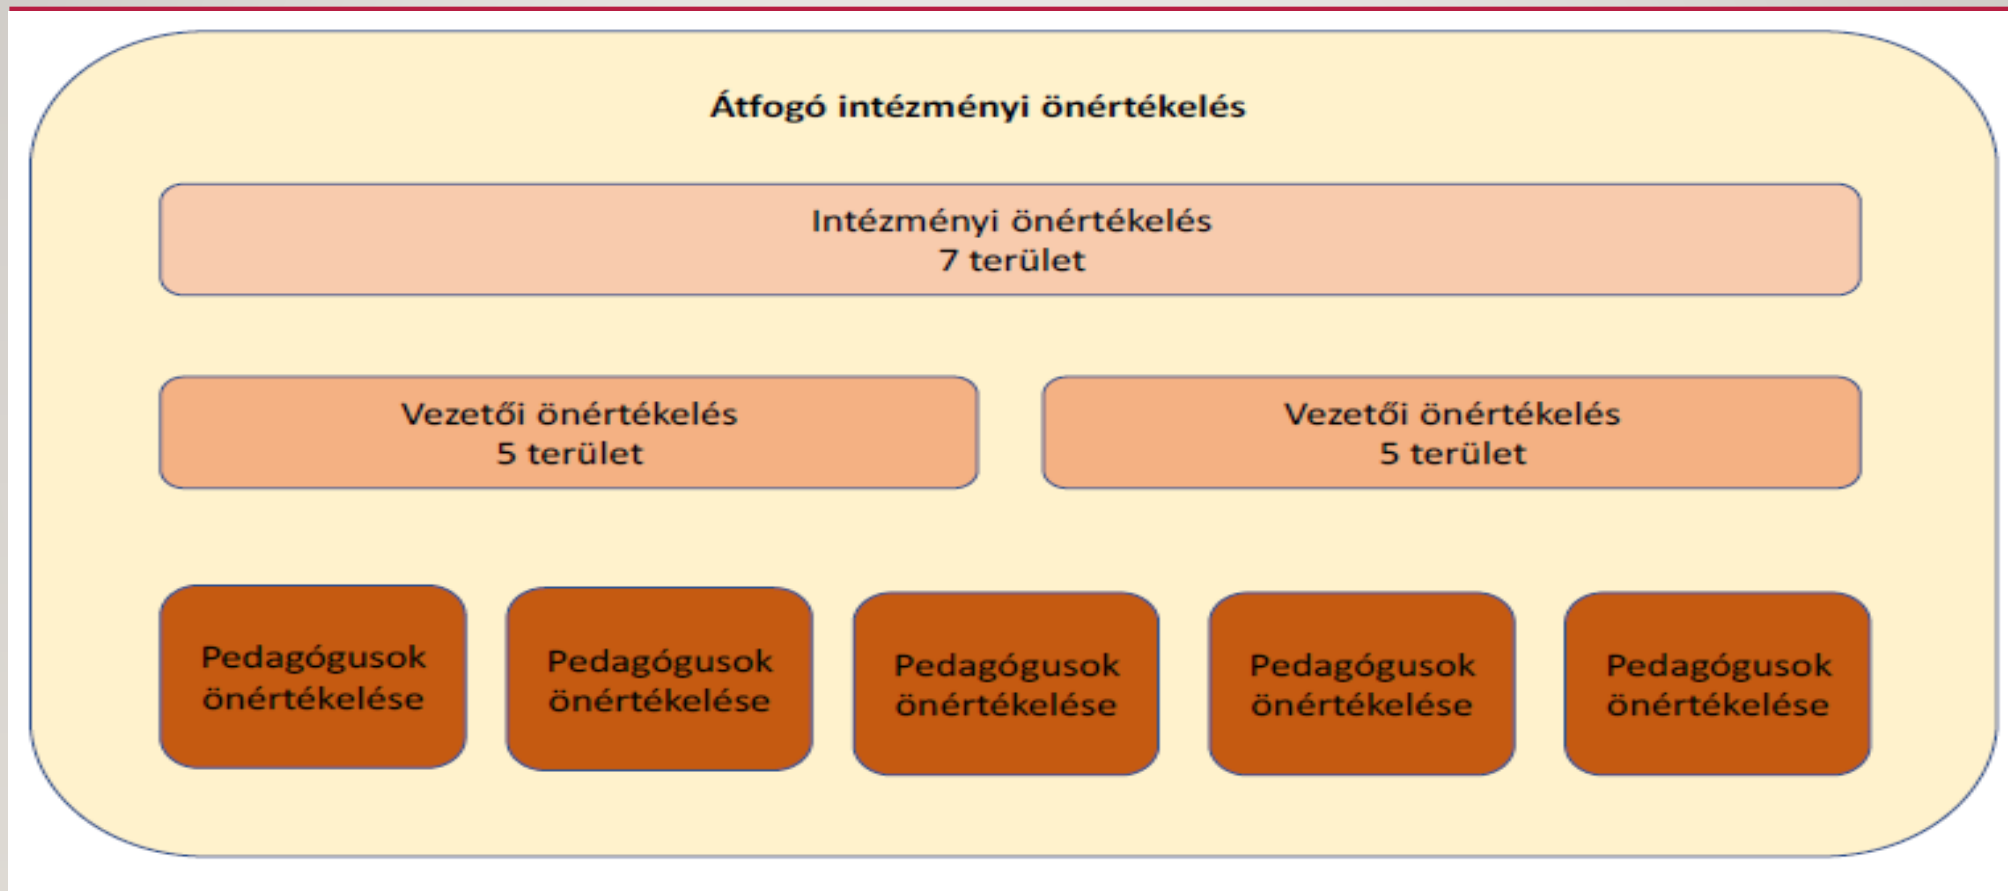 Átfogó intézményi önértékelés
Intézményi önértékelés
7 terület
Vezetői önértékelés
5 terület
Vezetői önértékelés
5 terület
Pedagógusok
önértékelése
Pedagógusok
önértékelése
Pedagógusok
önértékelése
Pedagógusok
önértékelése
Pedagógusok
önértékelése